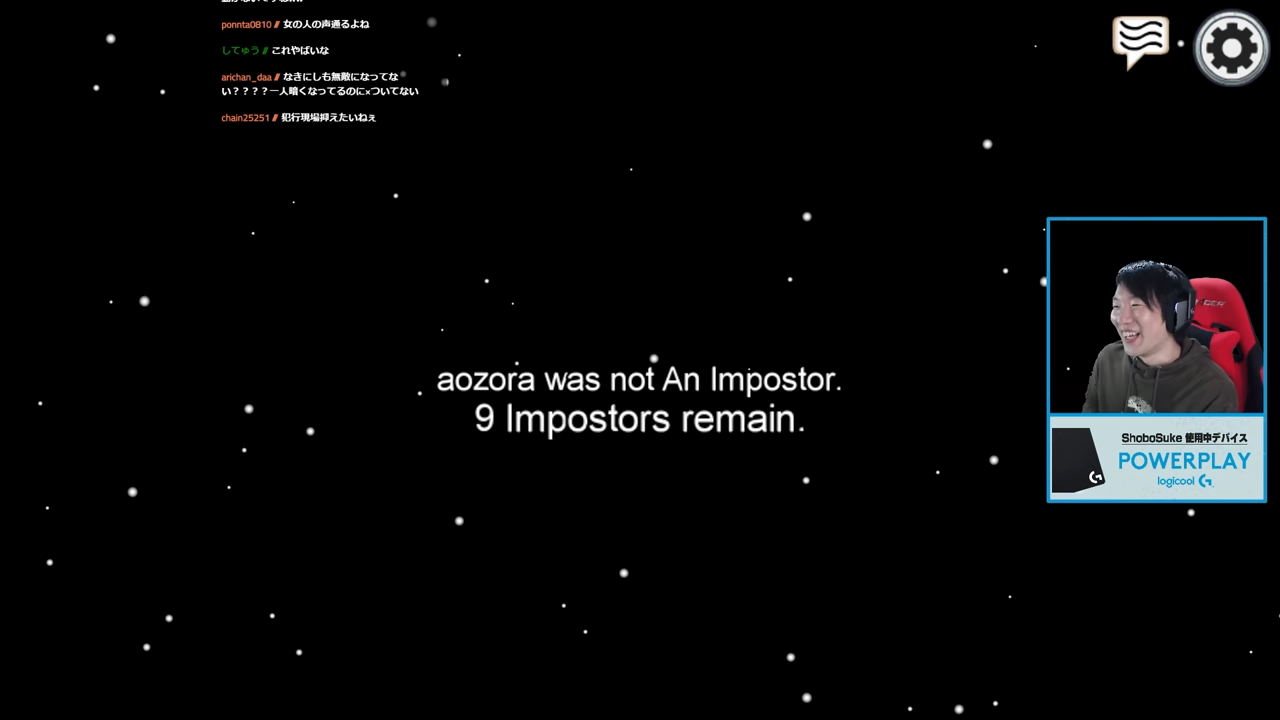 ponnta0810 // 女の人の声通るよね
してゅう // これやばいな
arichan_daa // なきにしも無敵になってな
い？？？？一人暗くなってるのに×ついてない
chain25251 // 犯行現場抑えたいねぇ
aozora was not An Impostor.
9 Impostors remain.
ShoboSuke 使用中デバイス
POWERPLAY
logicool G